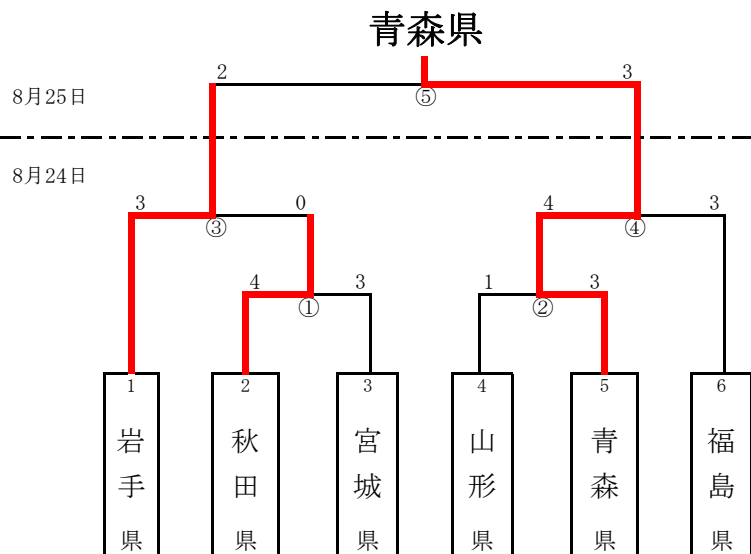 青森県
2 3
8月25日 ⑤
8月24日
3 0 4 3
③ ④
4 3 1 3
① ②
1 2 3 4 5 6
岩手県
秋田県
宮城県
山形県
青森県
福島県